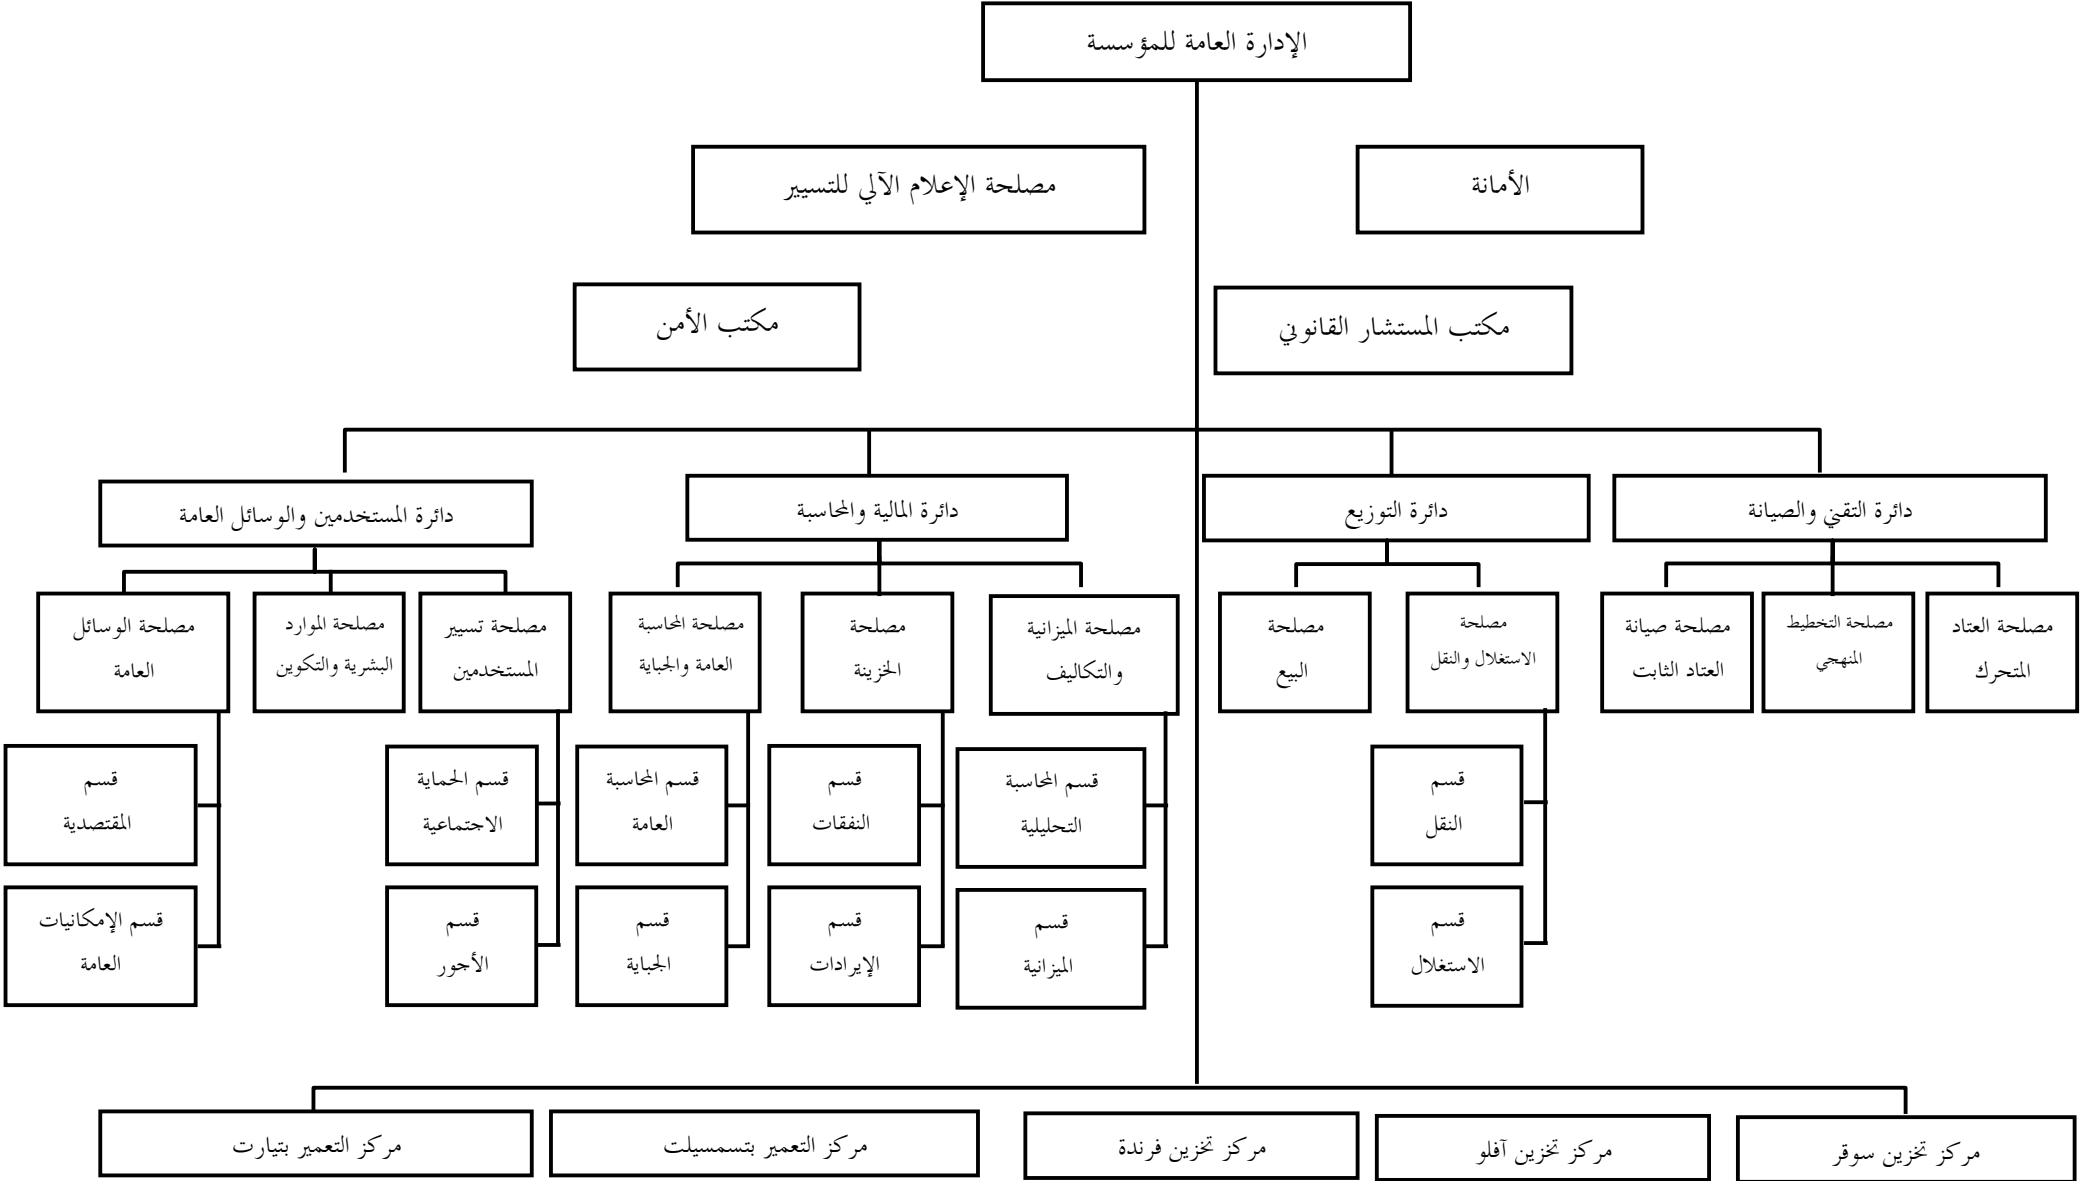 الإدارة العامة للمؤسسة
الأمانة
مصلحة الإعلام الآلي للتسيير
مكتب المستشار القانوني
مكتب الأمن
دائرة التقني والصيانة
دائرة التوزيع
دائرة المالية والمحاسبة
دائرة المستخدمين والوسائل العامة
مصلحة العتاد
المتحرك
مصلحة التخطيط
المنهجي
مصلحة صيانة
العتاد الثابت
مصلحة
الاستغلال والنقل
مصلحة
البيع
مصلحة الميزانية
والتكاليف
مصلحة
الخزينة
مصلحة المحاسبة
العامة والجباية
مصلحة تسيير
المستخدمين
مصلحة الموارد
البشرية والتكوين
مصلحة الوسائل
العامة
قسم
النقل
قسم المحاسبة
التحليلية
قسم
النفقات
قسم المحاسبة
العامة
قسم الحماية
الاجتماعية
قسم
المقتصدية
قسم
الاستغلال
قسم
الميزانية
قسم
الإيرادات
قسم
الجباية
قسم
الأجور
قسم الإمكانيات
العامة
مركز تخزين سوقر
مركز تخزين آفلو
مركز تخزين فرندة
مركز التعمير بتسمسيلت
مركز التعمير بتيارت